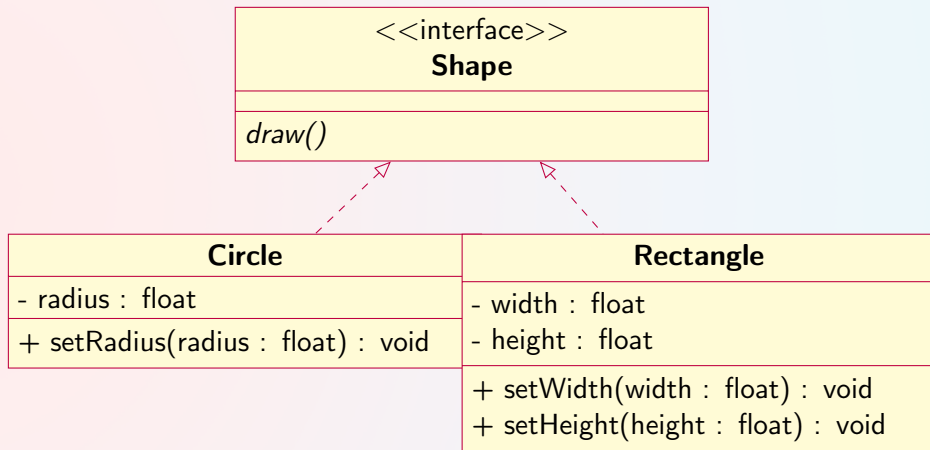 <<interface>>
Shape
draw()
Circle
- radius : float
+ setRadius(radius : float) : void
Rectangle
- width : float
- height : float
+ setWidth(width : float) : void
+ setHeight(height : float) : void